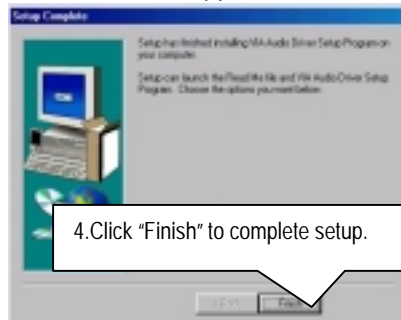 Setup Complete
Setup has finished installing VIA Audio Driver Setup Program on
your computer.
Setup can launch the Read Me file and VIA Audio Driver Setup
Program. Choose the options you want below.
4.Click “Finish” to complete setup.
Finish